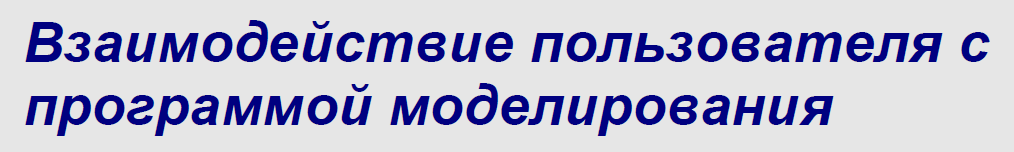 Взаимодействие пользователя с
программой моделирования